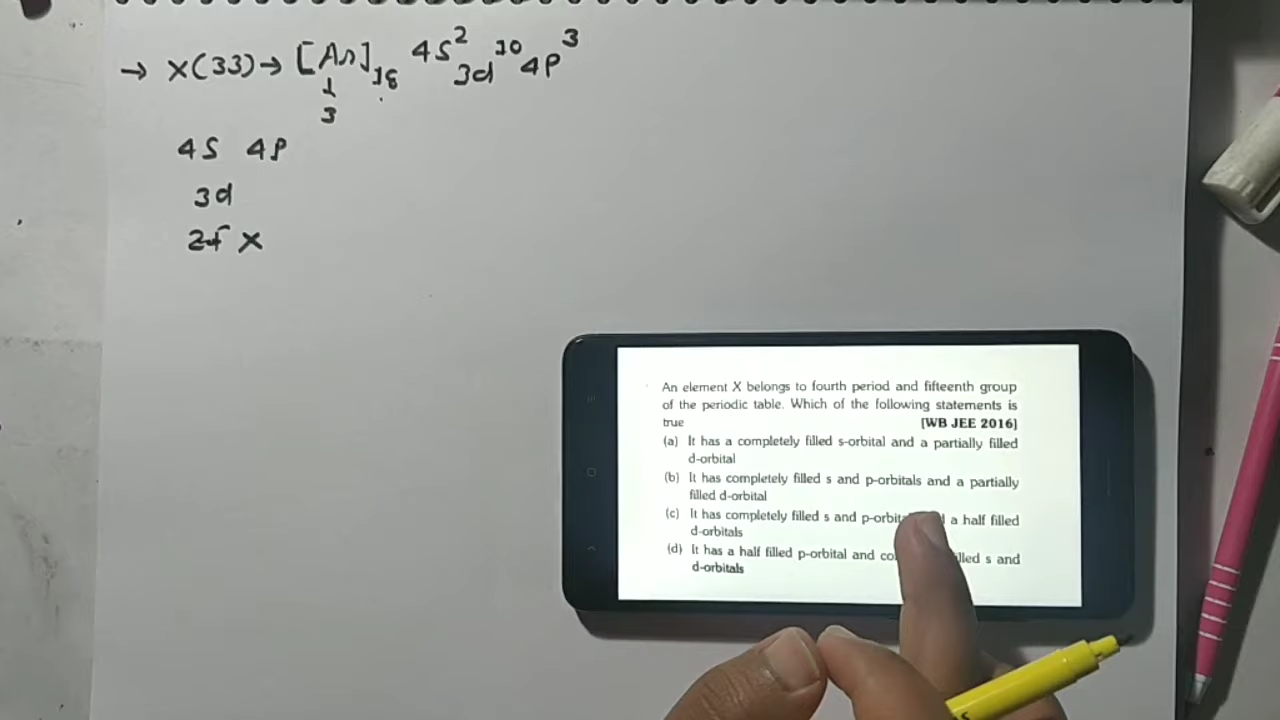 → X(33) → [Ar]18 4S² 3d¹⁰ 4P³
↓
3
4S 4P
3d
2f X
An element X belongs to fourth period and fifteenth group
of the periodic table. Which of the following statements is
true [WB JEE 2016]
(a) It has a completely filled s-orbital and a partially filled
d-orbital
(b) It has completely filled s and p-orbitals and a partially
filled d-orbital
(c) It has completely filled s and p-orbit a half filled
d-orbitals
(d) It has a half filled p-orbital and co lled s and
d-orbitals